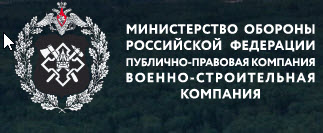 МИНИСТЕРСТВО ОБОРОНЫ
РОССИЙСКОЙ ФЕДЕРАЦИИ
ПУБЛИЧНО-ПРАВОВАЯ КОМПАНИЯ
ВОЕННО-СТРОИТЕЛЬНАЯ
КОМПАНИЯ